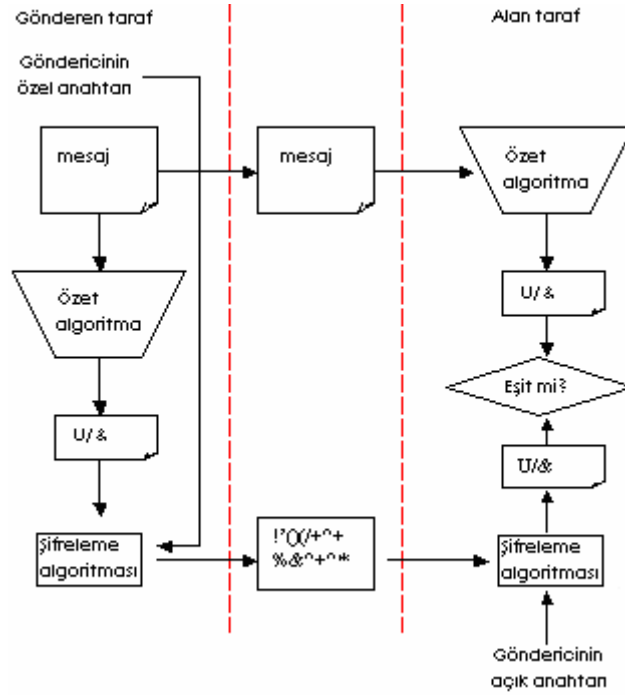 Gönderen taraf
Alan taraf
Göndericinin
özel anahtarı
mesaj
mesaj
Özet
algoritma
Özet
algoritma
U/&
U/ &
Eşit mi?
U/&
Şifreleme
algoritması
!'()(/+^+
%&^+^*
Şifreleme
algoritması
Göndericinin
açık anahtarı